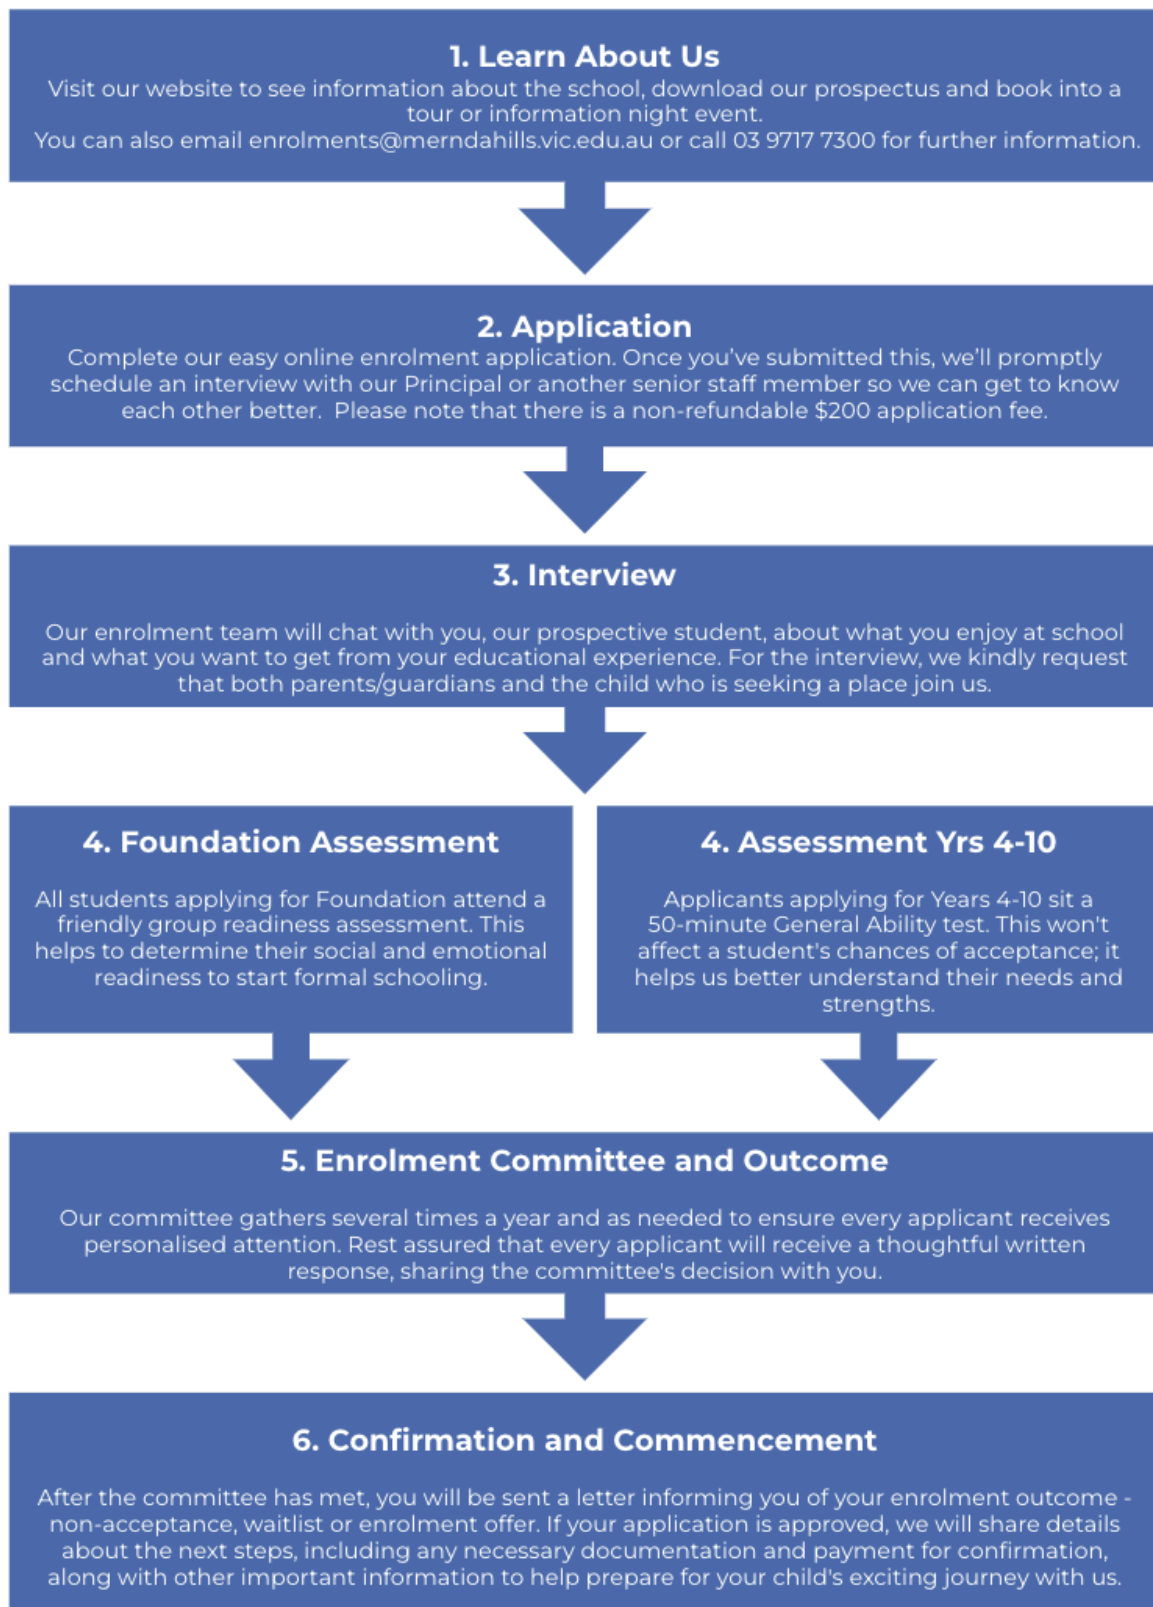 1. Learn About Us
Visit our website to see information about the school, download our prospectus and book into a
tour or information night event.
You can also email enrolments@merndahills.vic.edu.au or call 03 9717 7300 for further information.
2. Application
Complete our easy online enrolment application. Once you’ve submitted this, we’ll promptly
schedule an interview with our Principal or another senior staff member so we can get to know
each other better. Please note that there is a non-refundable $200 application fee.
3. Interview
Our enrolment team will chat with you, our prospective student, about what you enjoy at school
and what you want to get from your educational experience. For the interview, we kindly request
that both parents/guardians and the child who is seeking a place join us.
4. Foundation Assessment
All students applying for Foundation attend a
friendly group readiness assessment. This
helps to determine their social and emotional
readiness to start formal schooling.
4. Assessment Yrs 4-10
Applicants applying for Years 4-10 sit a
50-minute General Ability test. This won't
affect a student's chances of acceptance; it
helps us better understand their needs and
strengths.
5. Enrolment Committee and Outcome
Our committee gathers several times a year and as needed to ensure every applicant receives
personalised attention. Rest assured that every applicant will receive a thoughtful written
response, sharing the committee's decision with you.
6. Confirmation and Commencement
After the committee has met, you will be sent a letter informing you of your enrolment outcome -
non-acceptance, waitlist or enrolment offer. If your application is approved, we will share details
about the next steps, including any necessary documentation and payment for confirmation,
along with other important information to help prepare for your child's exciting journey with us.